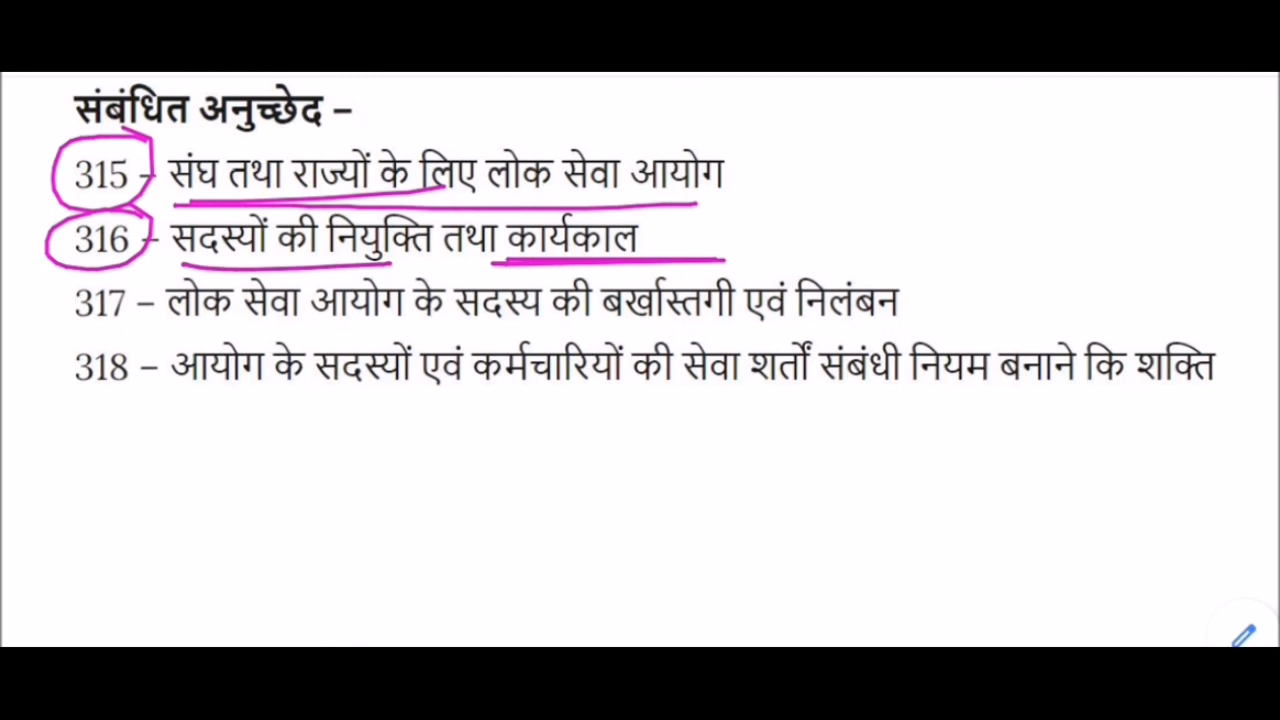 संबंधित अनुच्छेद –
315 – संघ तथा राज्यों के लिए लोक सेवा आयोग
316 – सदस्यों की नियुक्ति तथा कार्यकाल
317 – लोक सेवा आयोग के सदस्य की बर्खास्तगी एवं निलंबन
318 – आयोग के सदस्यों एवं कर्मचारियों की सेवा शर्तों संबंधी नियम बनाने कि शक्ति